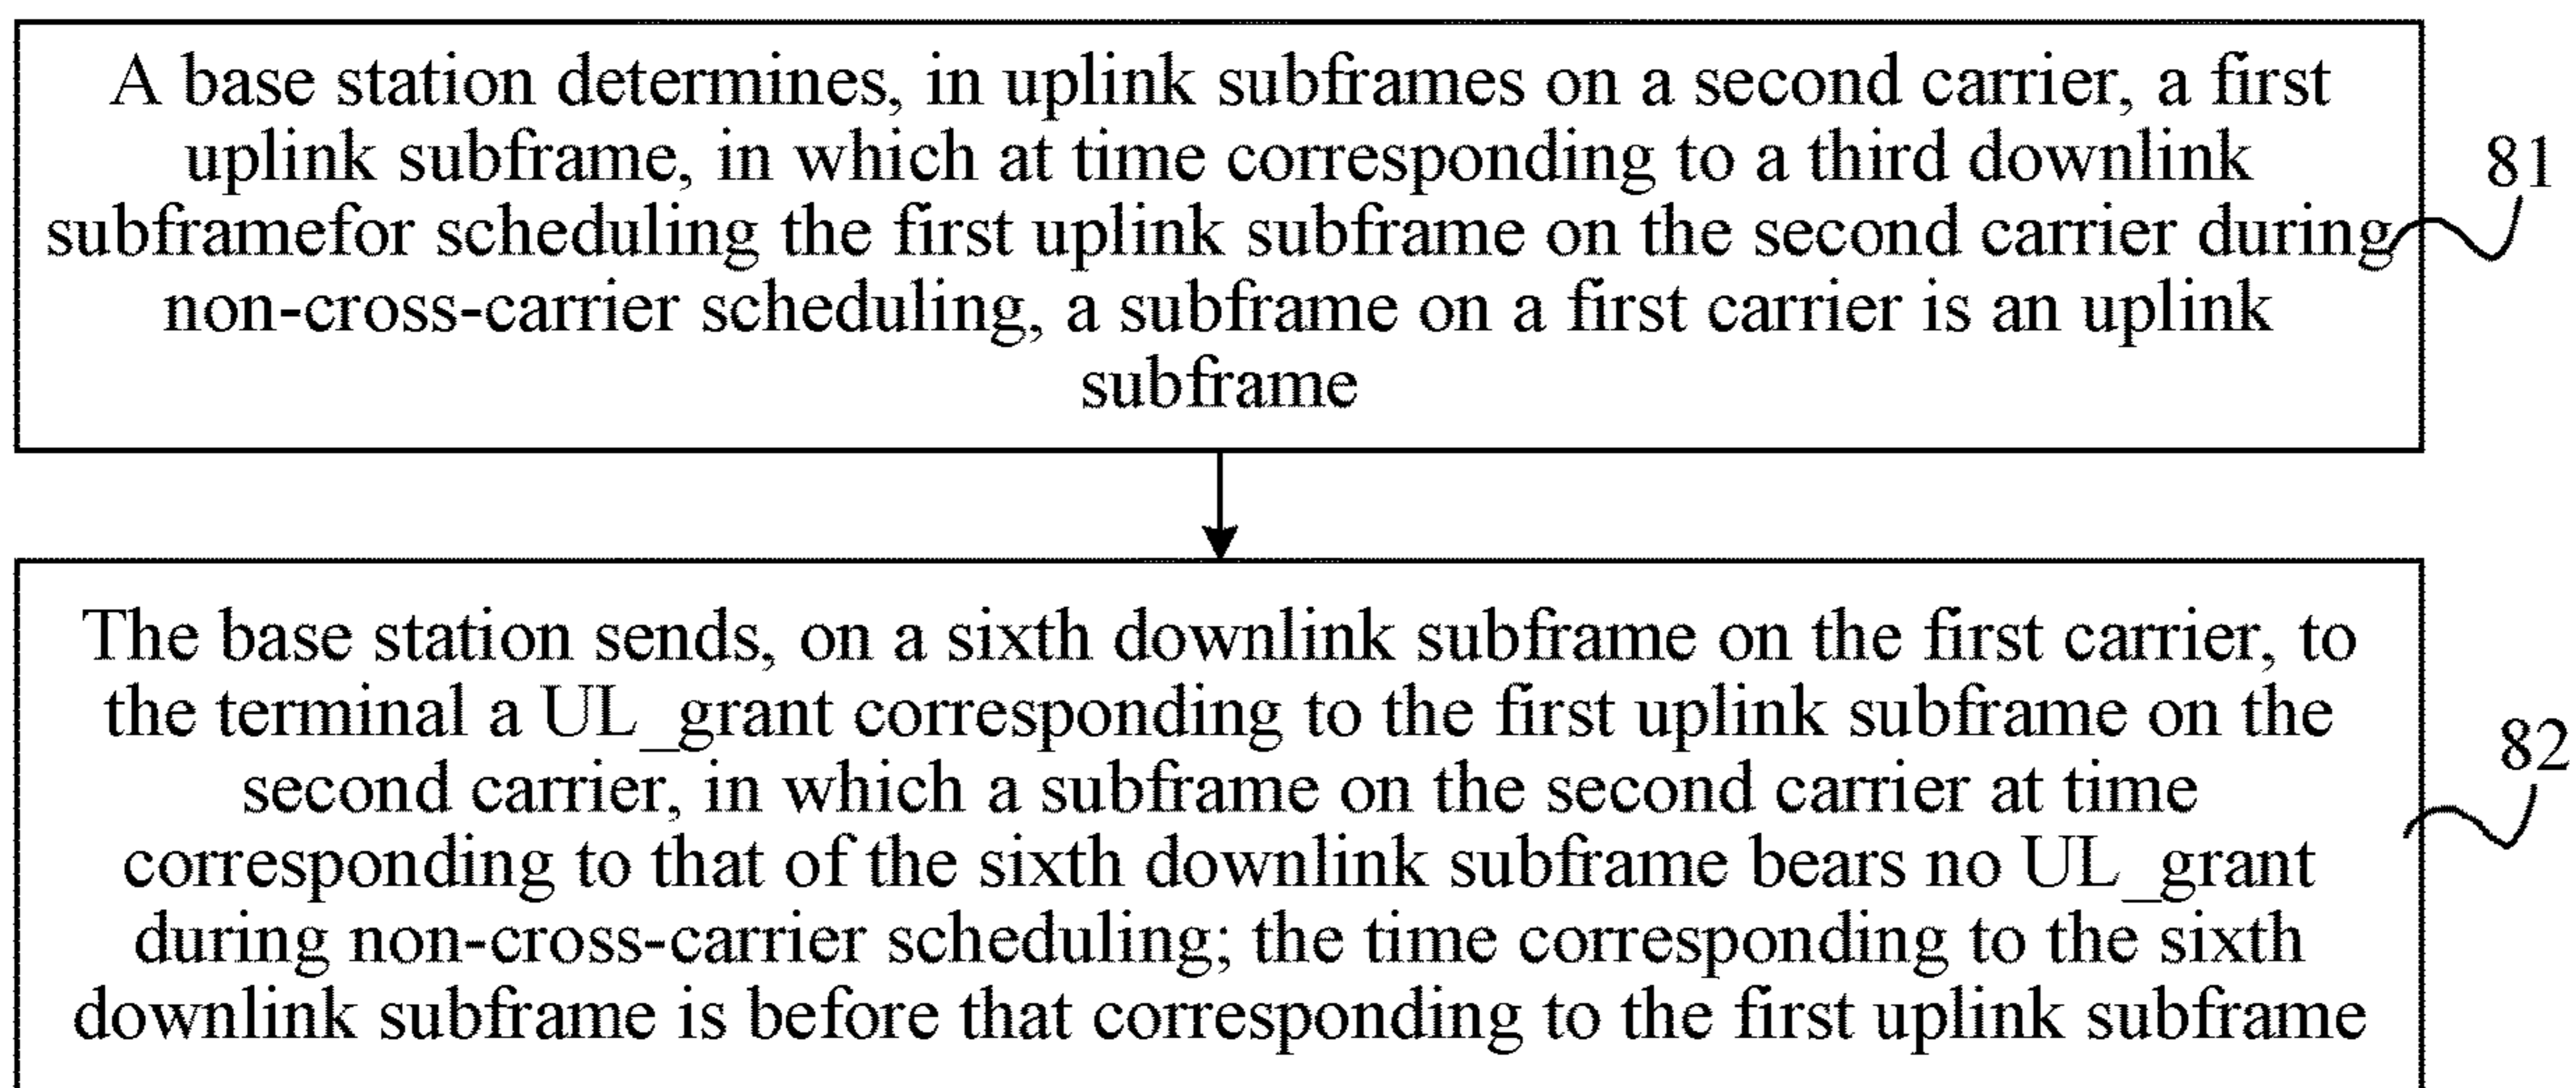 A base station determines, in uplink subframes on a second carrier, a first
uplink subframe, in which at time corresponding to a third downlink
subframefor scheduling the first uplink subframe on the second carrier during
non-cross-carrier scheduling, a subframe on a first carrier is an uplink
subframe
81
The base station sends, on a sixth downlink subframe on the first carrier, to
the terminal a UL_grant corresponding to the first uplink subframe on the
second carrier, in which a subframe on the second carrier at time
corresponding to that of the sixth downlink subframe bears no UL_grant
during non-cross-carrier scheduling; the time corresponding to the sixth
downlink subframe is before that corresponding to the first uplink subframe
82